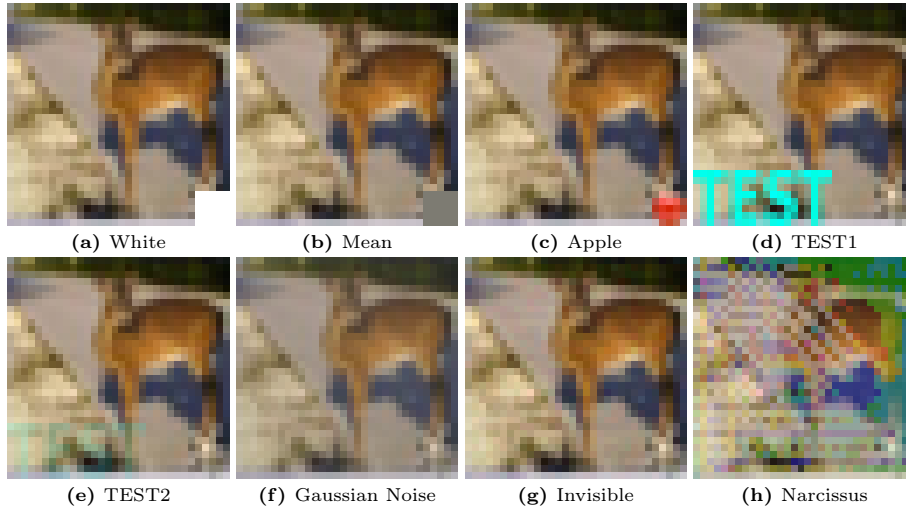 TEST
(a) White (b) Mean (c) Apple (d) TEST1
TEST
(e) TEST2 (f) Gaussian Noise (g) Invisible (h) Narcissus